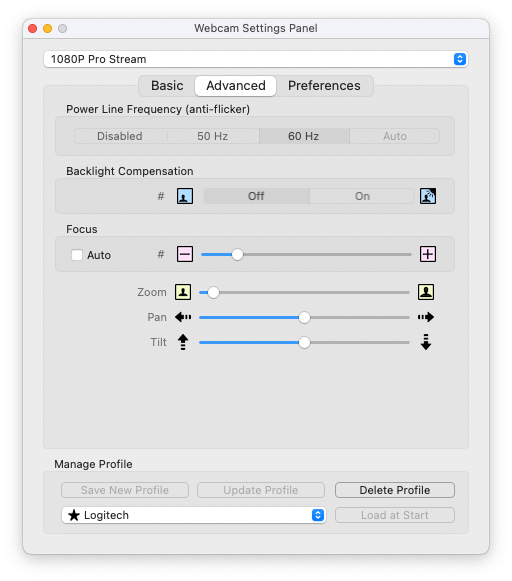 Webcam Settings Panel
1080P Pro Stream
Basic Advanced Preferences
Power Line Frequency (anti-flicker)
Disabled 50 Hz 60 Hz Auto
Backlight Compensation
# Off On
Focus
Auto #
Zoom
Pan
Tilt
Manage Profile
Save New Profile Update Profile Delete Profile
Logitech Load at Start